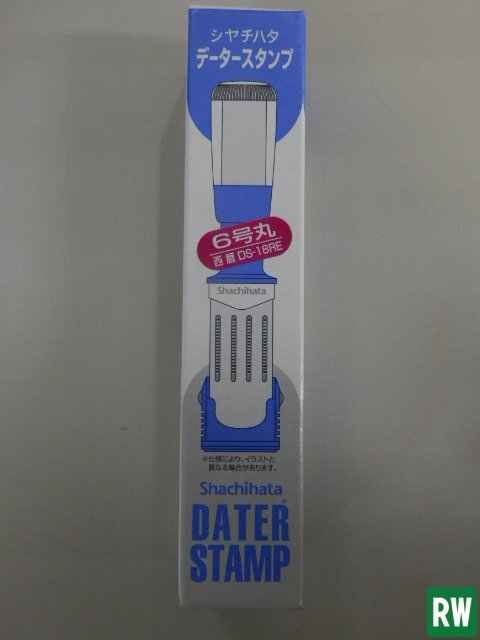 シヤチハタ
データースタンプ
6号丸
西暦 DS-18RE
Shachihata
※仕様により、イラストと
異なる場合があります。
Shachihata
DATER
STAMP
RW